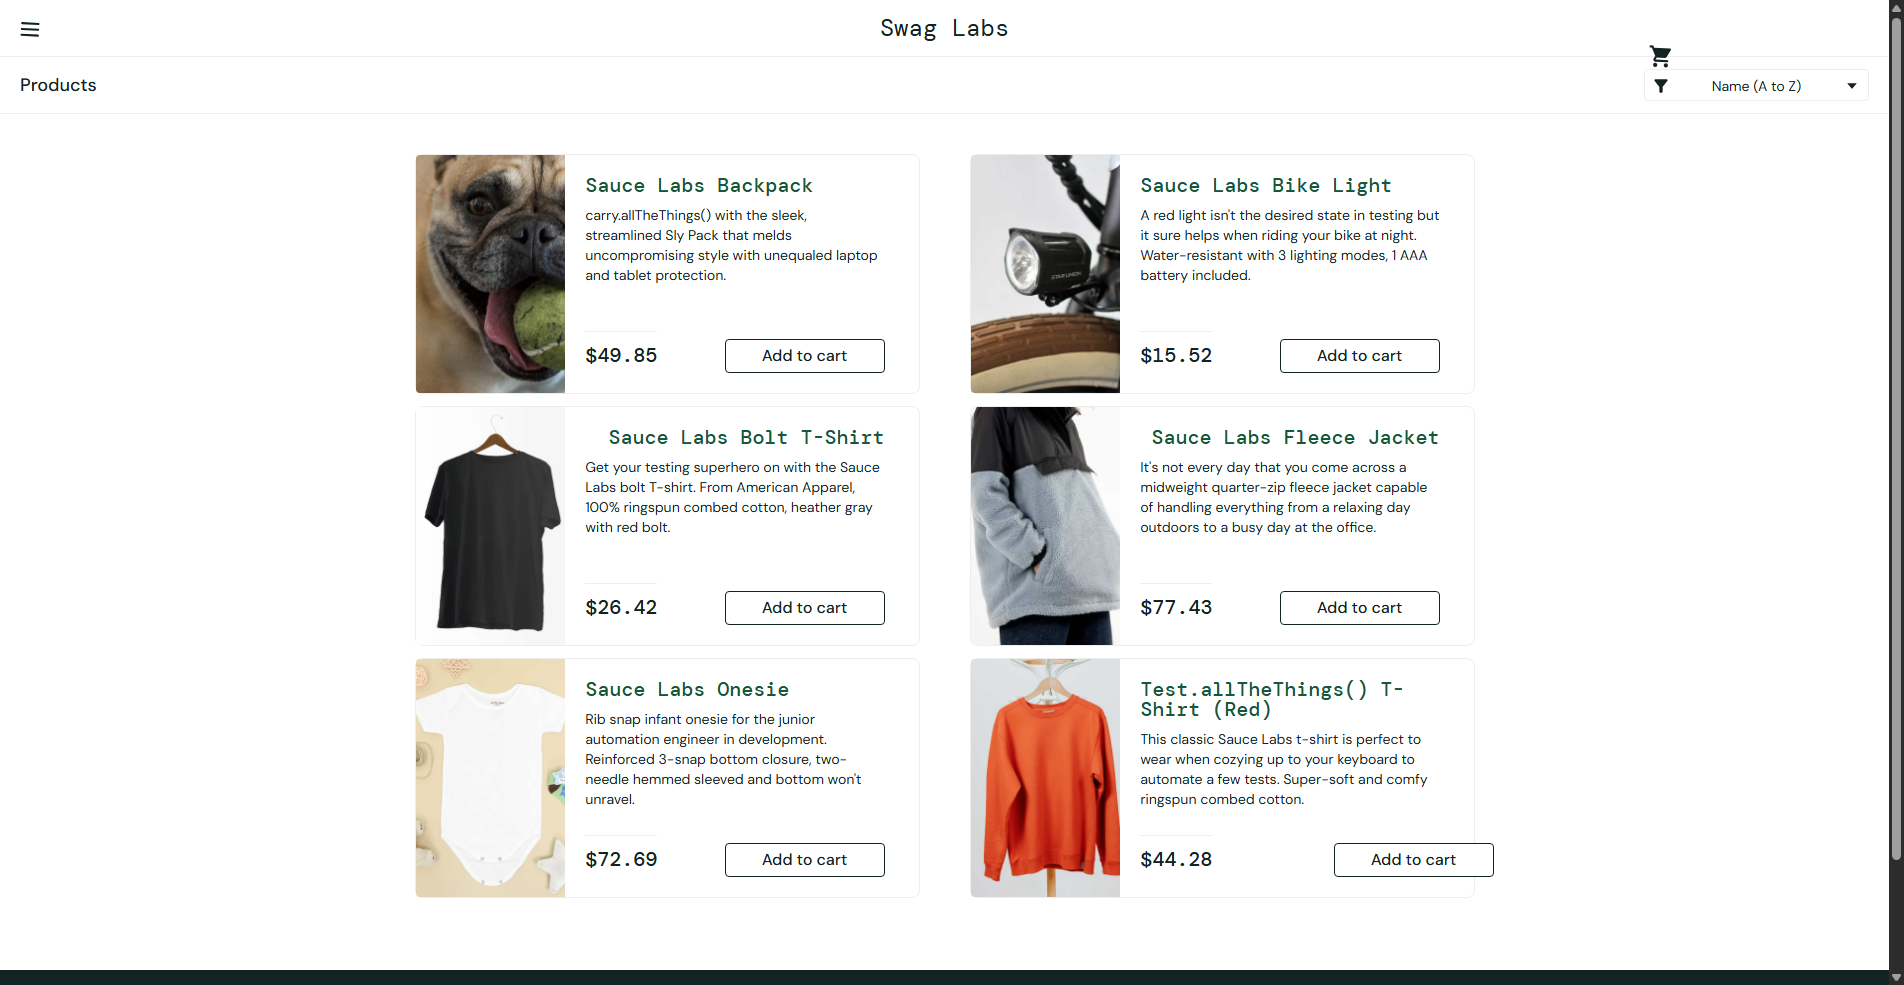 Swag Labs
Products
Name (A to Z)
Sauce Labs Backpack
carry.allTheThings() with the sleek,
streamlined Sly Pack that melds
uncompromising style with unequaled laptop
and tablet protection.
$49.85
Add to cart
Sauce Labs Bike Light
A red light isn't the desired state in testing but
it sure helps when riding your bike at night.
Water-resistant with 3 lighting modes, 1 AAA
battery included.
$15.52
Add to cart
STAR UNION
Sauce Labs Bolt T-Shirt
Get your testing superhero on with the Sauce
Labs bolt T-shirt. From American Apparel,
100% ringspun combed cotton, heather gray
with red bolt.
$26.42
Add to cart
Sauce Labs Fleece Jacket
It's not every day that you come across a
midweight quarter-zip fleece jacket capable
of handling everything from a relaxing day
outdoors to a busy day at the office.
$77.43
Add to cart
Sauce Labs Onesie
Rib snap infant onesie for the junior
automation engineer in development.
Reinforced 3-snap bottom closure, two-
needle hemmed sleeved and bottom won't
unravel.
$72.69
Add to cart
Test.allTheThings() T-
Shirt (Red)
This classic Sauce Labs t-shirt is perfect to
wear when cozying up to your keyboard to
automate a few tests. Super-soft and comfy
ringspun combed cotton.
$44.28
Add to cart